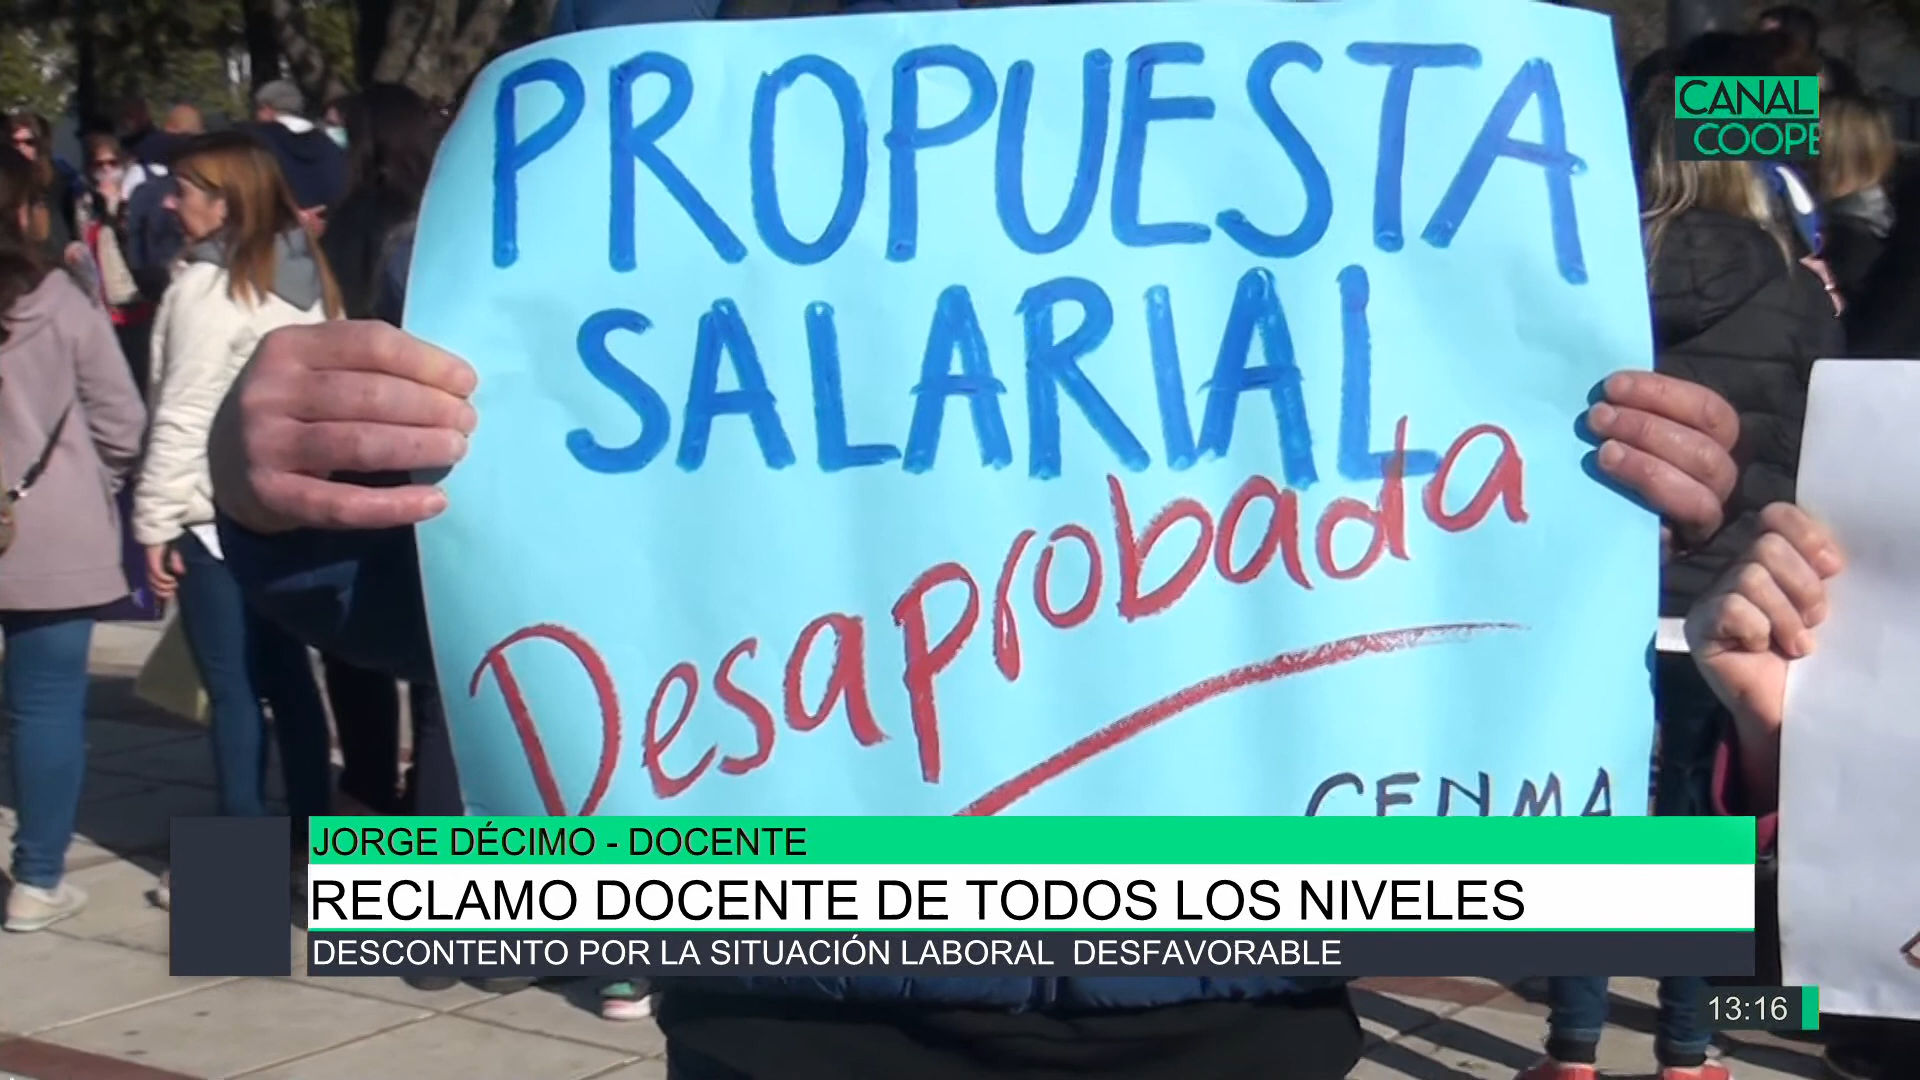 PROPUESTA
SALARIAL
Desaprobada
CENMA
CANAL
COOPE
JORGE DÉCIMO - DOCENTE
RECLAMO DOCENTE DE TODOS LOS NIVELES
DESCONTENTO POR LA SITUACIÓN LABORAL DESFAVORABLE
13:16